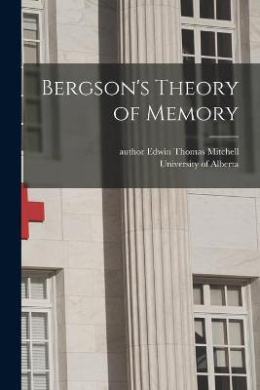 Bergson's Theory
of Memory
author Edwin Thomas Mitchell
University of Alberta